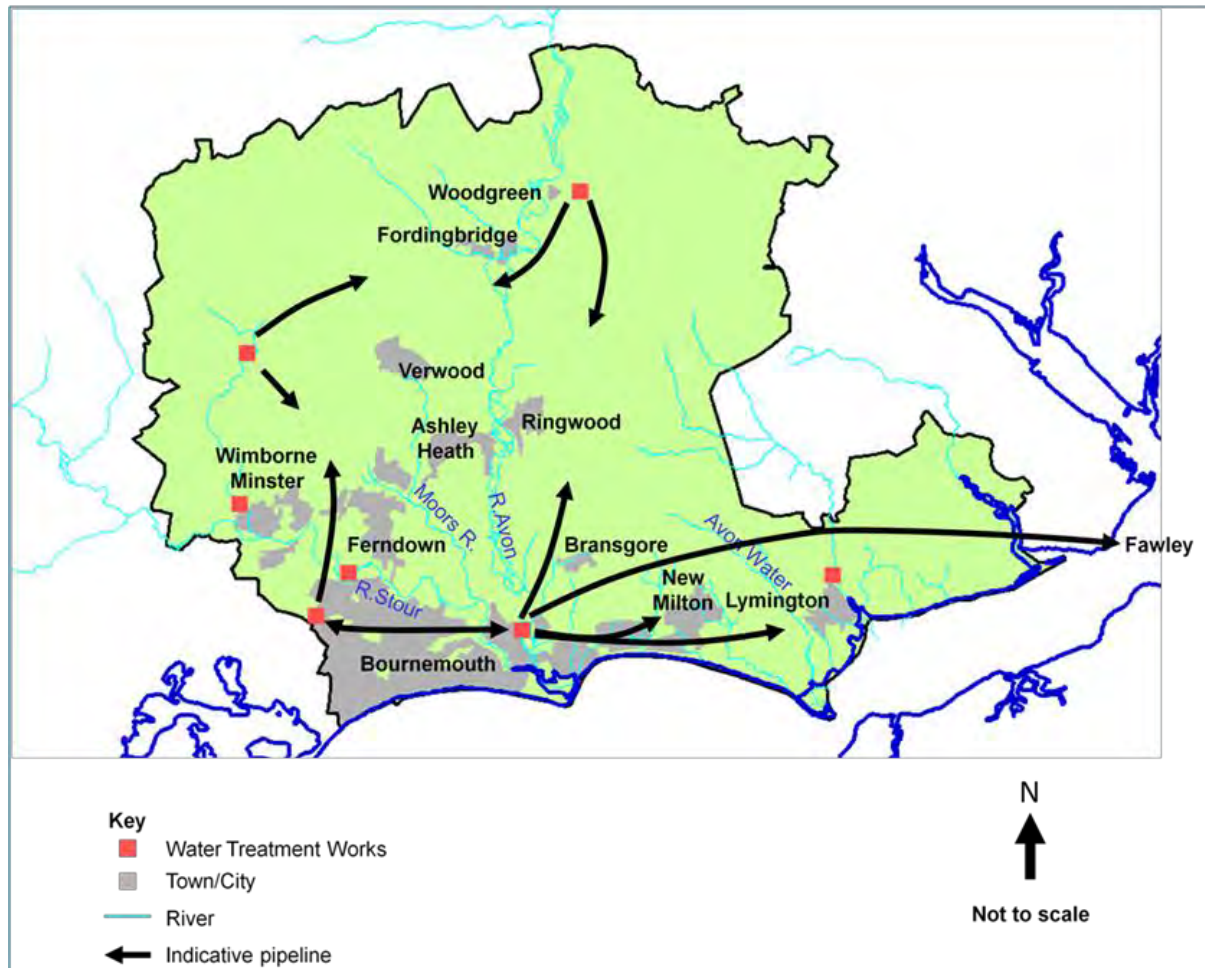 Woodgreen
Fordingbridge
Verwood
Ringwood
Ashley
Heath
Wimborne
Minster
Moors R.
R.Avon
Ferndown
Bransgore
Avon Water
Fawley
New
Milton
Lymington
R.Stour
Bournemouth
Key
Water Treatment Works
Town/City
River
Indicative pipeline
N
Not to scale